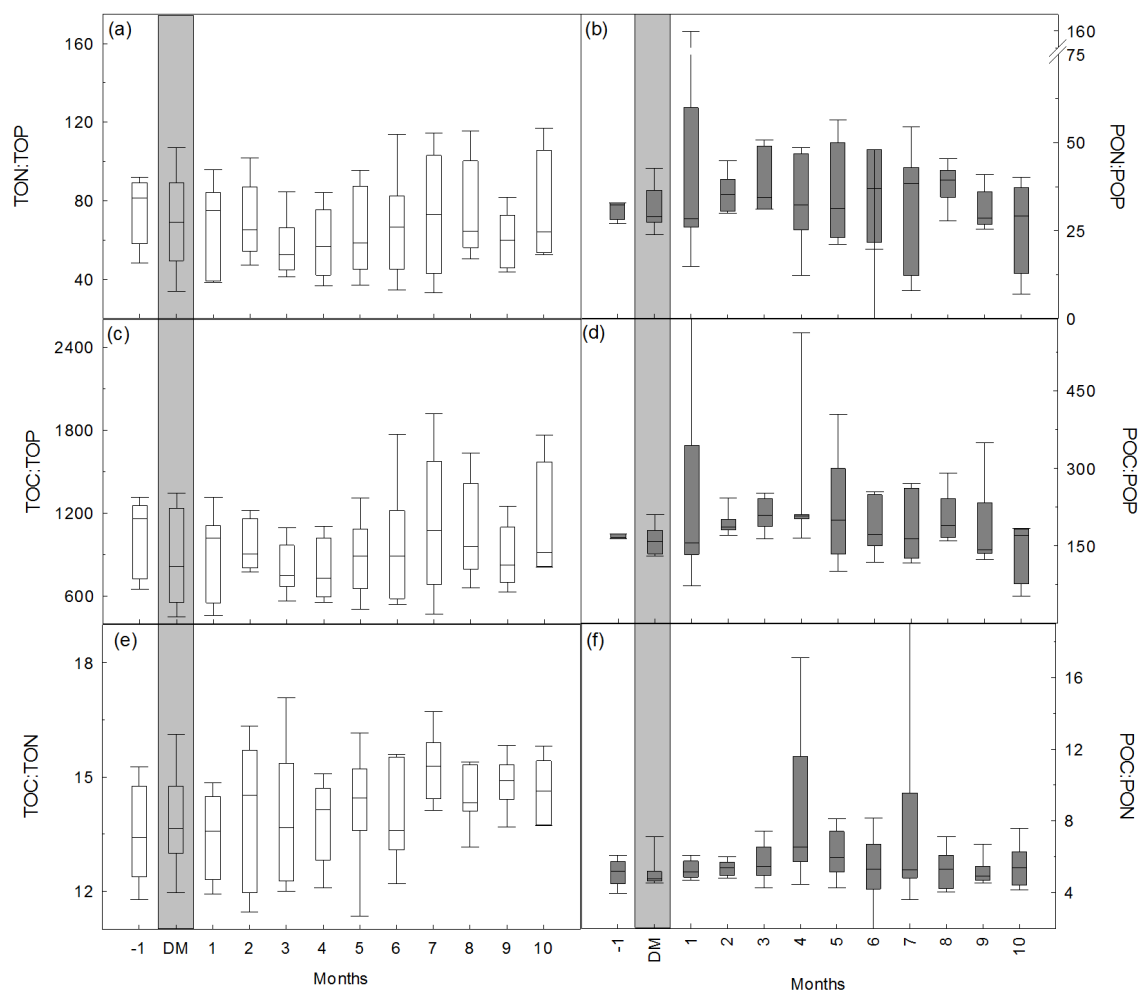 (a)
160
120
80
40
TON:TOP
(b)
160
75
50
25
0
PON:POP
(c)
2400
1800
1200
600
TOC:TOP
(d)
450
300
150
POC:POP
(e)
18
15
12
TOC:TON
(f)
16
12
8
4
POC:PON
-1 DM 1 2 3 4 5 6 7 8 9 10
Months
-1 DM 1 2 3 4 5 6 7 8 9 10
Months